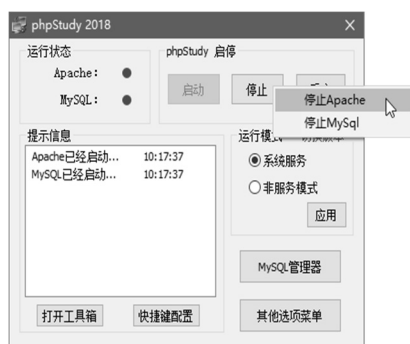 phpStudy 2018
运行状态
phpStudy 启停
Apache:
MySQL:
启动
停止
停止Apache
停止MySql
提示信息
Apache已经启动... 10:17:37
MySQL已经启动... 10:17:37
运行模式
系统服务
非服务模式
应用
MySQL管理器
打开工具箱
快捷键配置
其他选项菜单